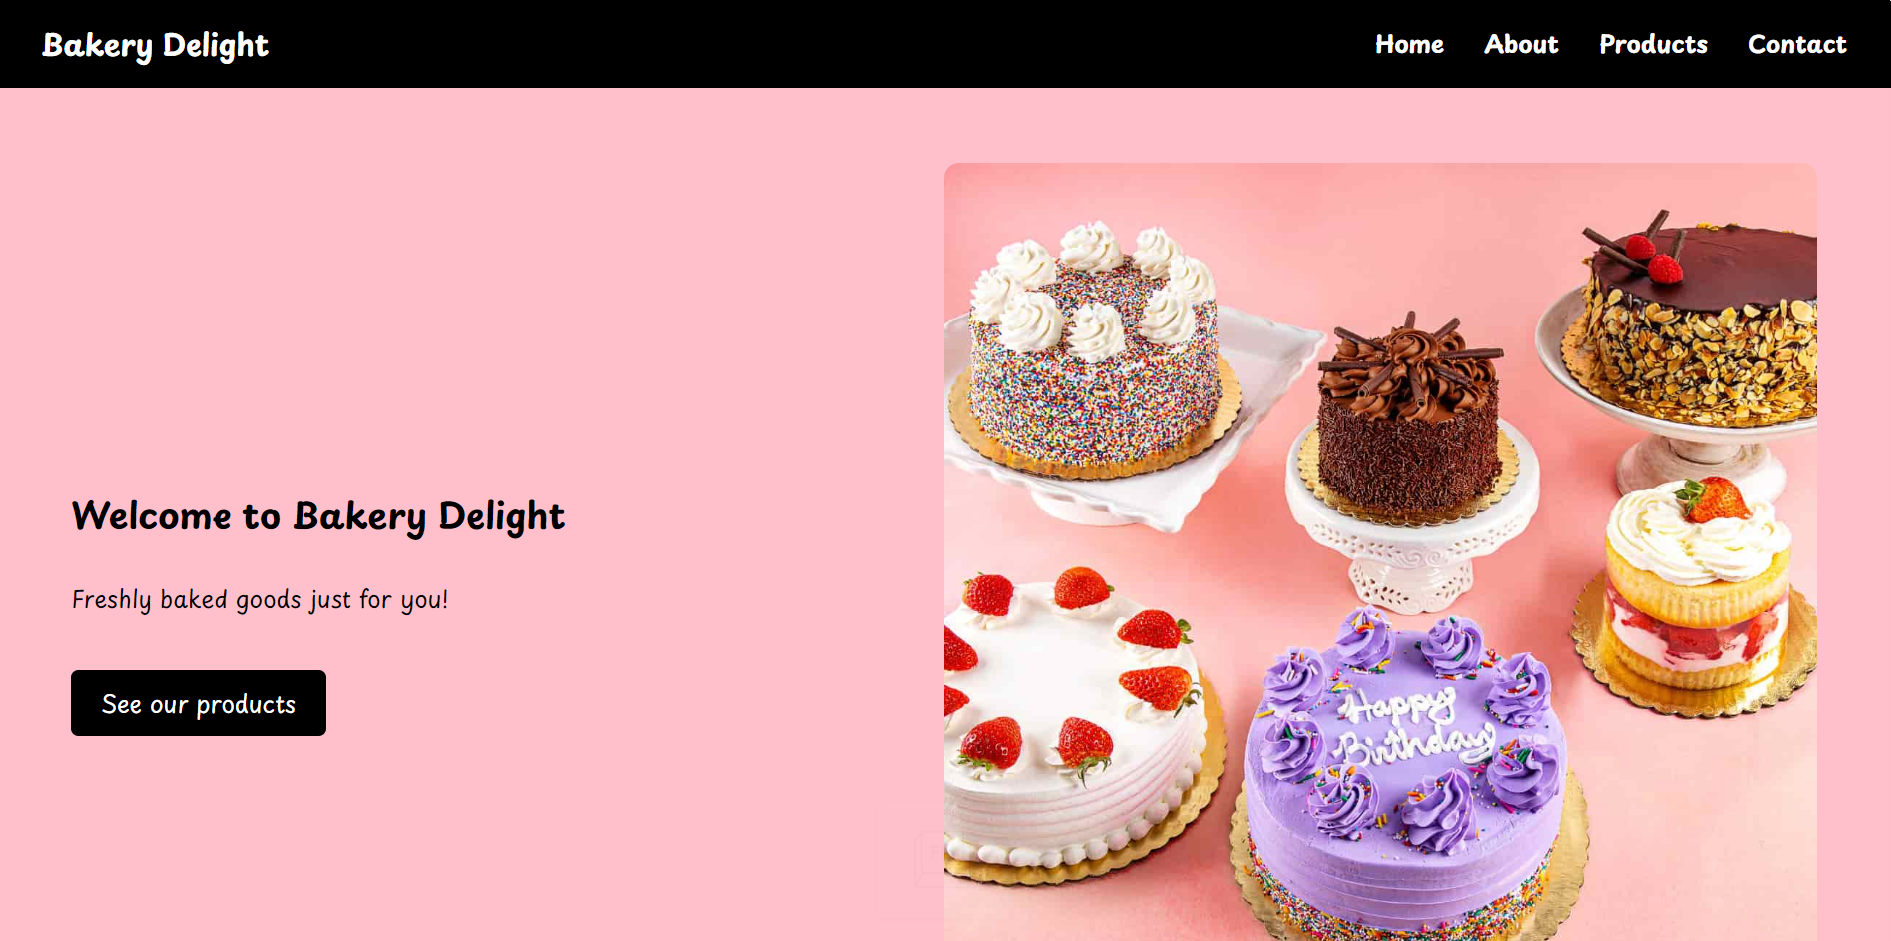 Bakery Delight
Home About Products Contact
Welcome to Bakery Delight
Freshly baked goods just for you!
See our products
Happy
Birthday